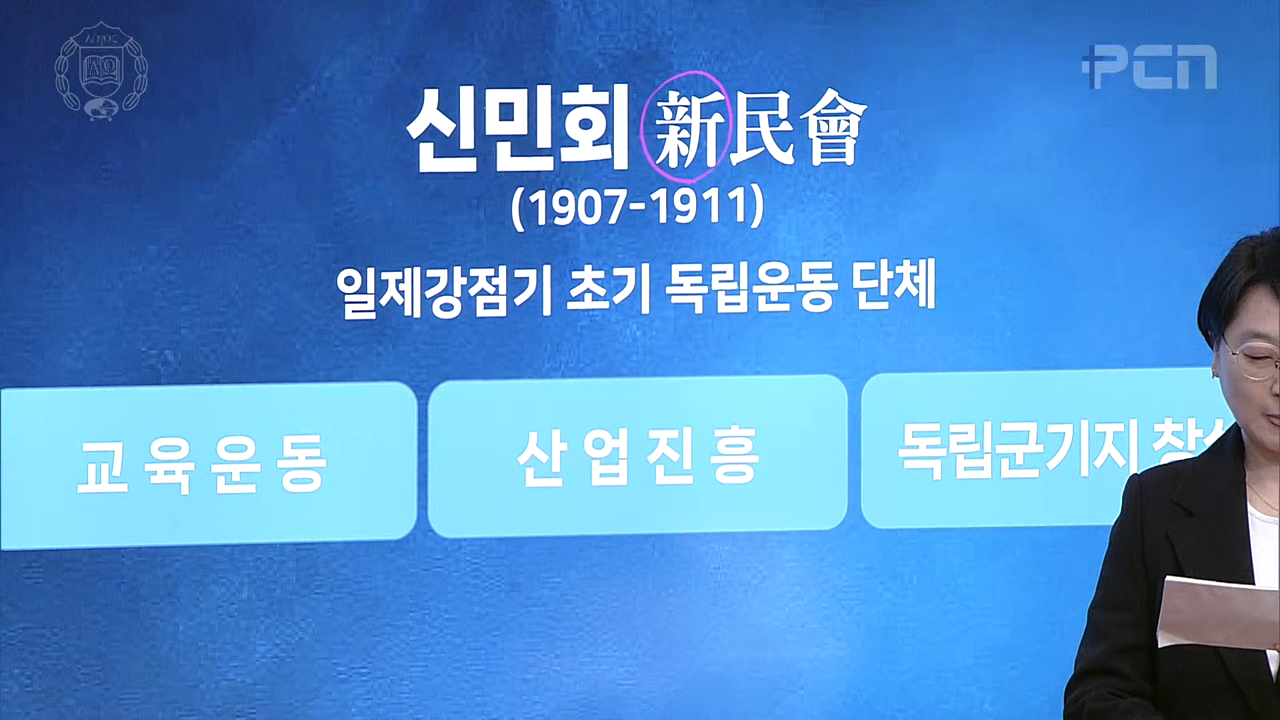 PCN
신민회 新民會
(1907-1911)
일제강점기 초기 독립운동 단체
교육운동
산업진흥
독립군기지